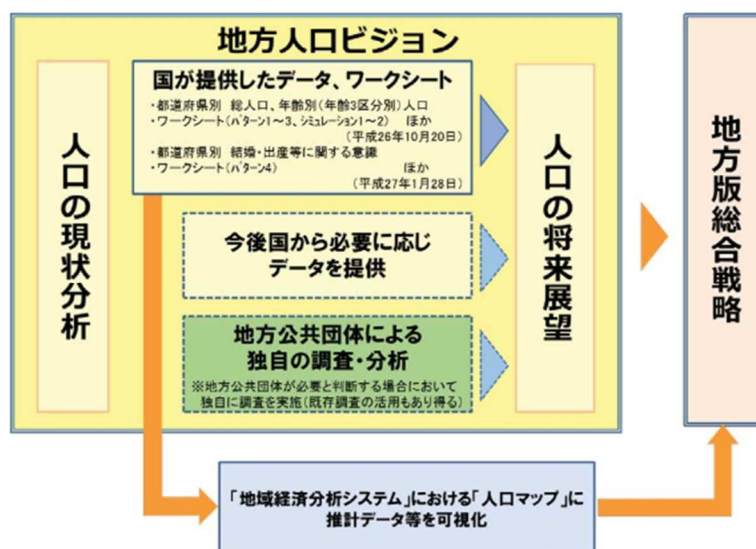 地方人口ビジョン
人口の現状分析
国が提供したデータ、ワークシート
・都道府県別 総人口、年齢別(年齢3区分別)人口
・ワークシート(パターン1～3、シミュレーション1～2) ほか
(平成26年10月20日)
・都道府県別 結婚・出産等に関する意識
・ワークシート(パターン4) ほか
(平成27年1月28日)
今後国から必要に応じ
データを提供
地方公共団体による
独自の調査・分析
※地方公共団体が必要と判断する場合において
独自に調査を実施(既存調査の活用もあり得る)
人口の将来展望
地方版総合戦略
「地域経済分析システム」における「人口マップ」に
推計データ等を可視化